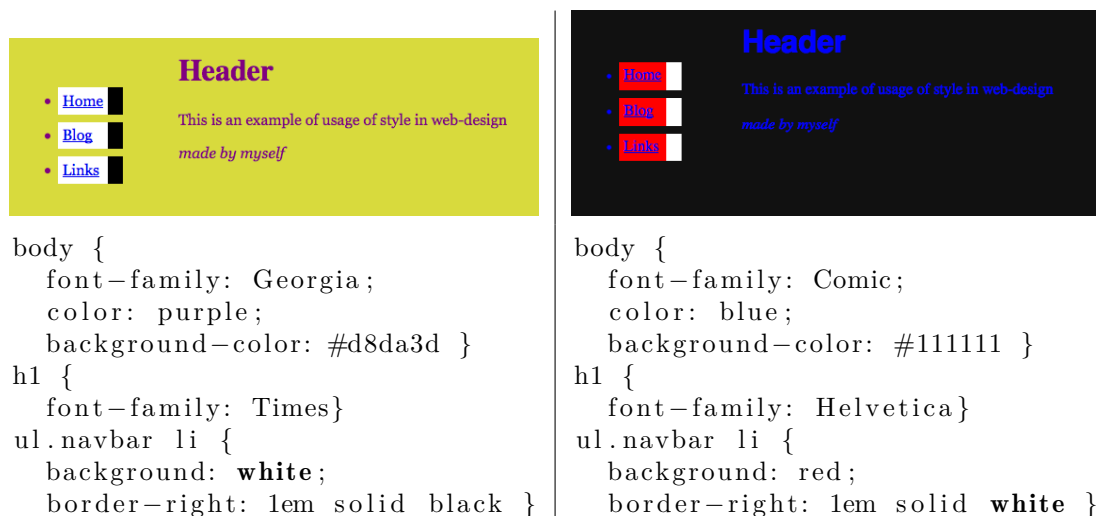 Header
Home
This is an example of usage of style in web-design
Blog
made by myself
Links
body {
font-family: Georgia;
color: purple;
background-color: #d8da3d }
h1 {
font-family: Times}
ul.navbar li {
background: white;
border-right: 1em solid black }
Header
Home
This is an example of usage of style in web-design
Blog
made by myself
Links
body {
font-family: Comic;
color: blue;
background-color: #111111 }
h1 {
font-family: Helvetica}
ul.navbar li {
background: red;
border-right: 1em solid white }